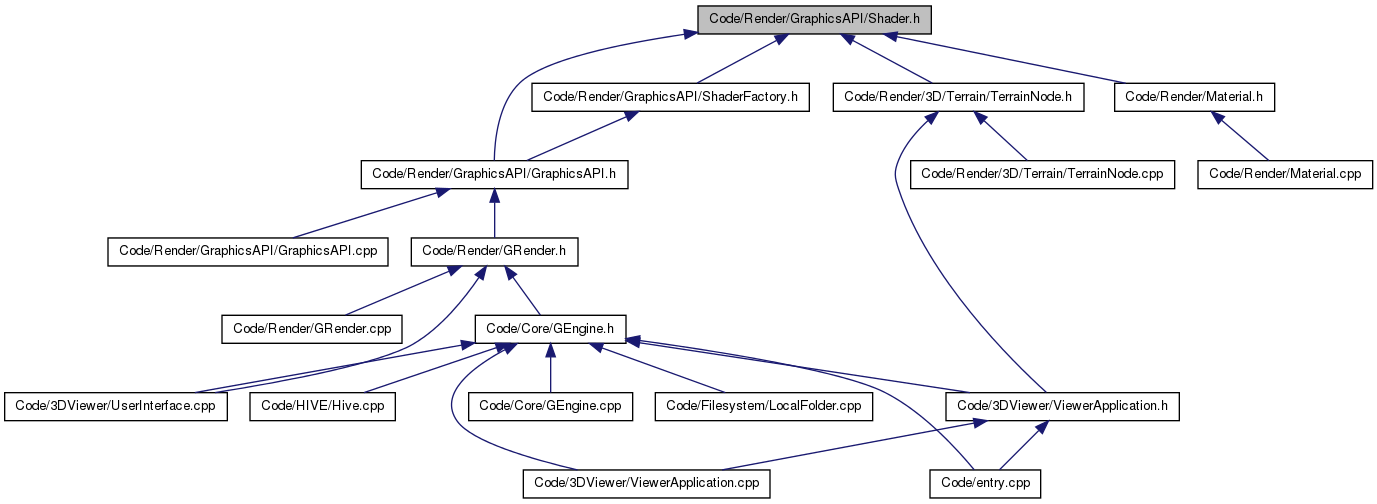 Code/Render/GraphicsAPI/Shader.h
Code/Render/GraphicsAPI/ShaderFactory.h
Code/Render/3D/Terrain/TerrainNode.h
Code/Render/Material.h
Code/Render/GraphicsAPI/GraphicsAPI.h
Code/Render/3D/Terrain/TerrainNode.cpp
Code/Render/Material.cpp
Code/Render/GraphicsAPI/GraphicsAPI.cpp
Code/Render/GRender.h
Code/Render/GRender.cpp
Code/Core/GEngine.h
Code/3DViewer/UserInterface.cpp
Code/HIVE/Hive.cpp
Code/Core/GEngine.cpp
Code/Filesystem/LocalFolder.cpp
Code/3DViewer/ViewerApplication.h
Code/3DViewer/ViewerApplication.cpp
Code/entry.cpp